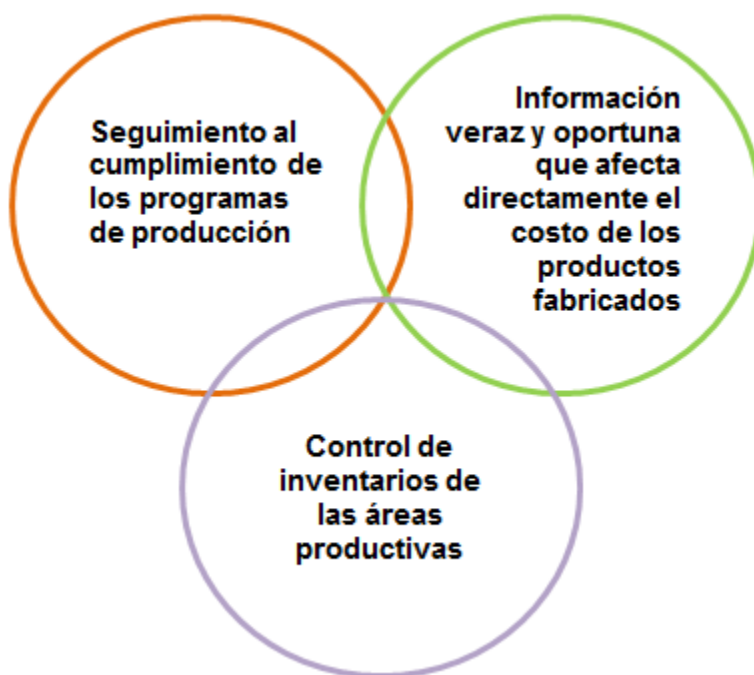 Seguimiento al
cumplimiento de
los programas
de producción
Información
veraz y oportuna
que afecta
directamente el
costo de los
productos
fabricados
Control de
inventarios de
las áreas
productivas